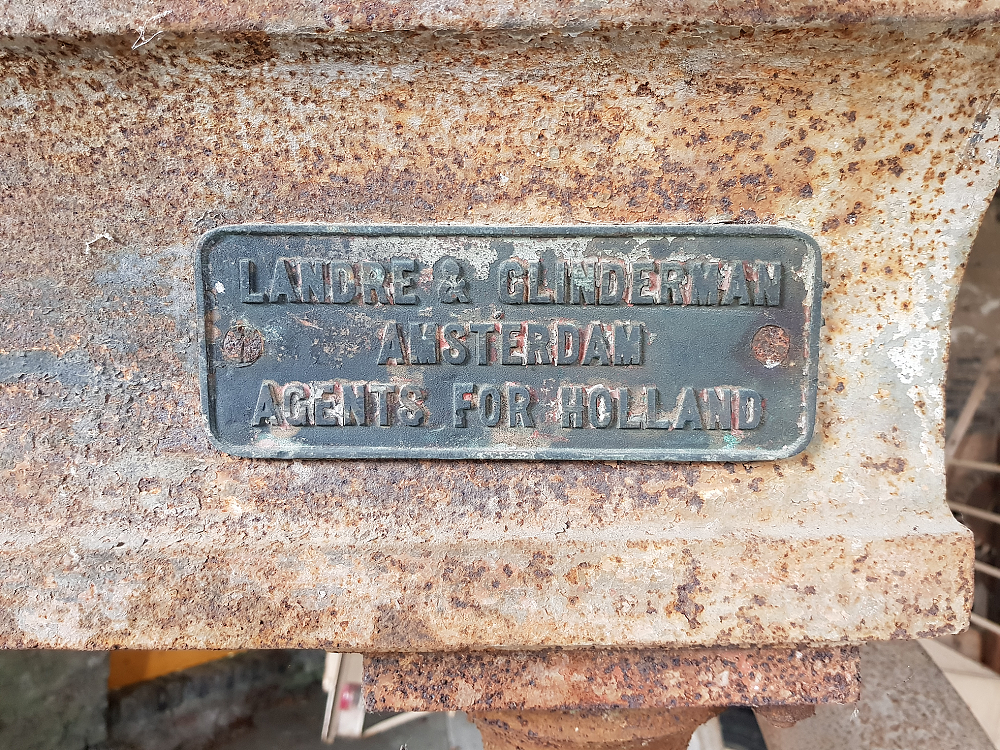 LANDRE & GLINDERMAN
AMSTERDAM
AGENTS FOR HOLLAND